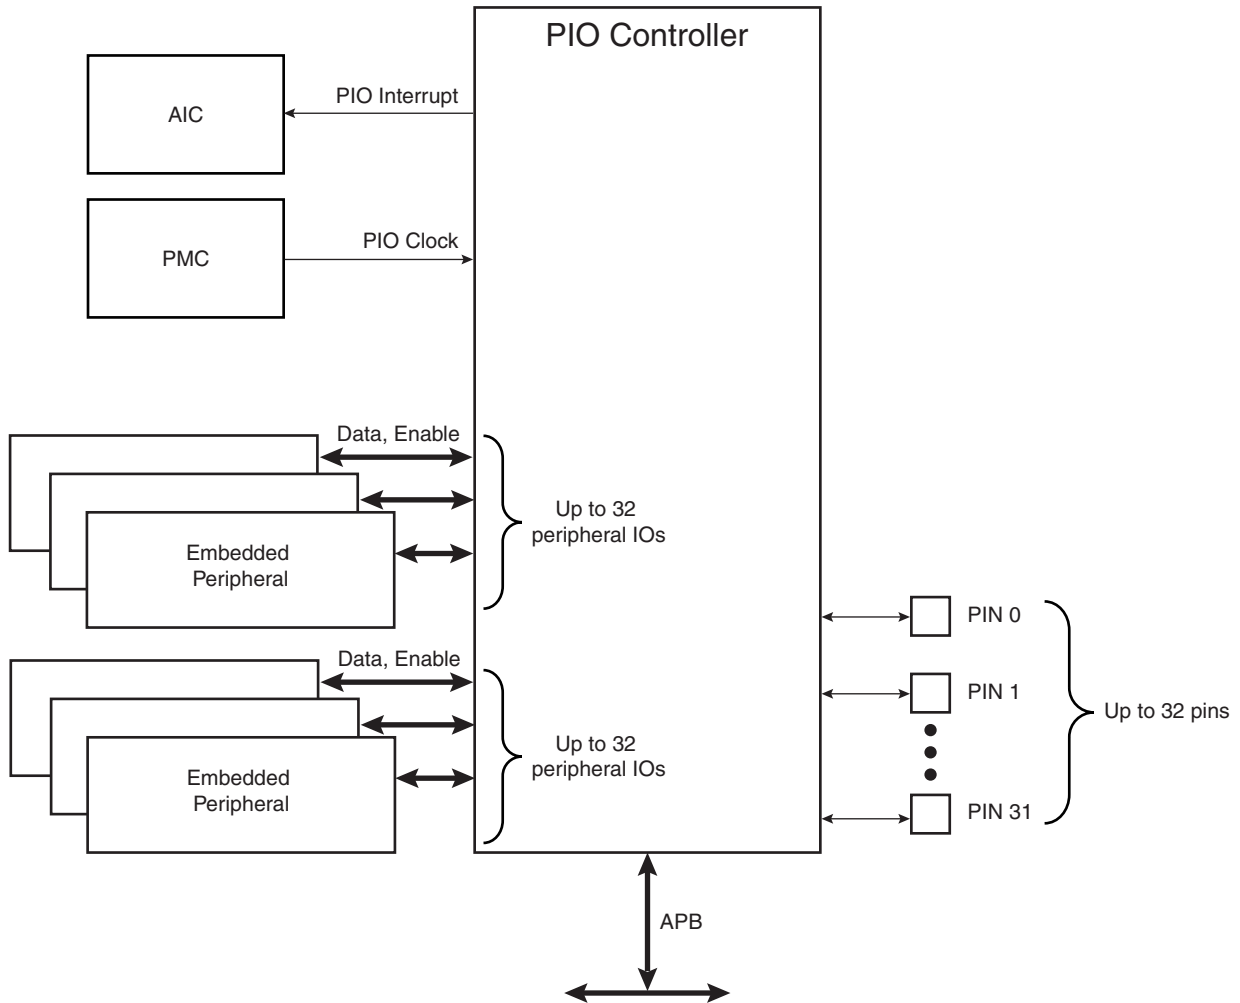 PIO Controller
AIC
PIO Interrupt
PMC
PIO Clock
Data, Enable
Up to 32
peripheral IOs
Embedded
Peripheral
PIN 0
Data, Enable
PIN 1
Up to 32 pins
Up to 32
peripheral IOs
Embedded
Peripheral
PIN 31
APB